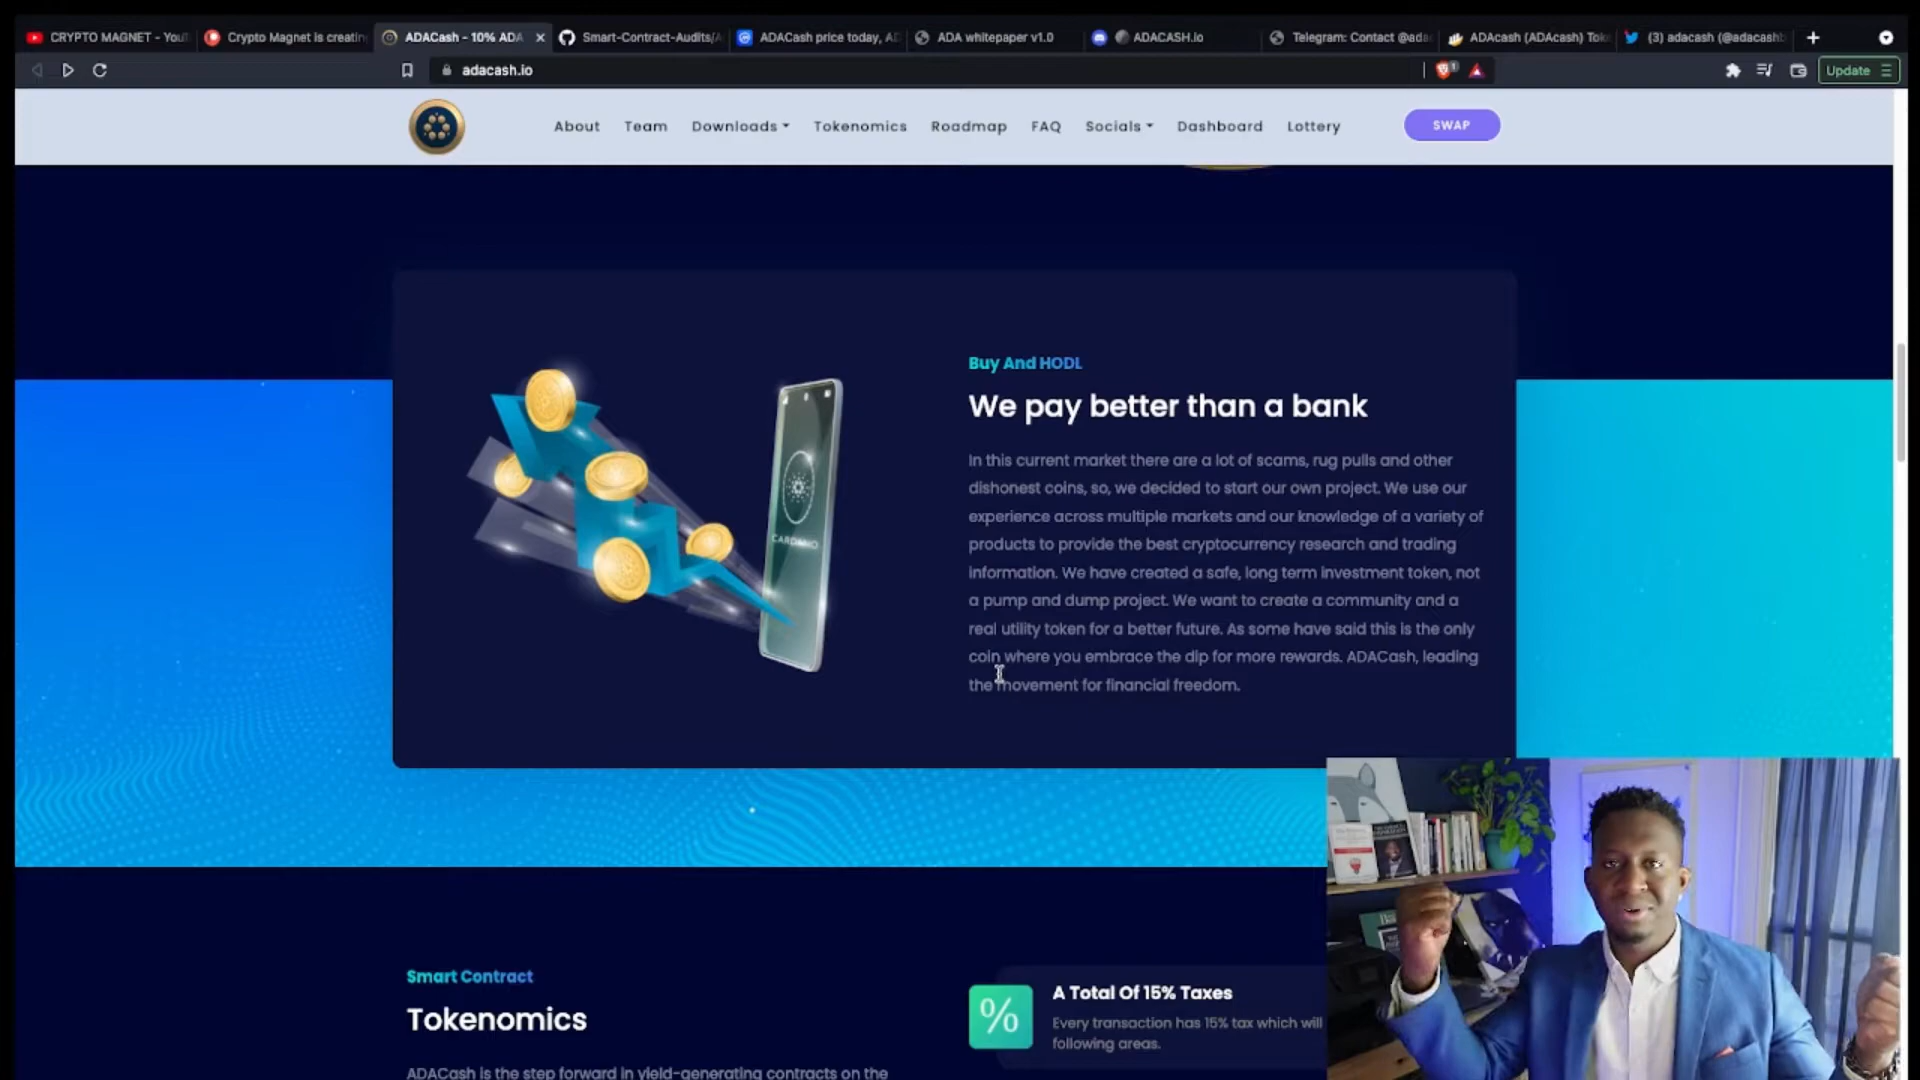 CRYPTO MAGNET - YouT
Crypto Magnet is creatin
ADACash - 10% ADA
Smart-Contract-Audits/A
ADACash price today, AD
ADA whitepaper v1.0
ADACASH.io
Telegram: Contact @adac
ADAcash (ADAcash) Tok
(3) adacash (@adacasht
adacash.io
Update
About
Team
Downloads
Tokenomics
Roadmap
FAQ
Socials
Dashboard
Lottery
SWAP
CARDANO
Buy And HODL
We pay better than a bank
In this current market there are a lot of scams, rug pulls and other
dishonest coins, so, we decided to start our own project. We use our
experience across multiple markets and our knowledge of a variety of
products to provide the best cryptocurrency research and trading
information. We have created a safe, long term investment token, not
a pump and dump project. We want to create a community and a
real utility token for a better future. As some have said this is the only
coin where you embrace the dip for more rewards. ADACash, leading
the movement for financial freedom.
Smart Contract
Tokenomics
ADACash is the step forward in yield-generating contracts on the
%
A Total Of 15% Taxes
Every transaction has 15% tax which will
following areas.